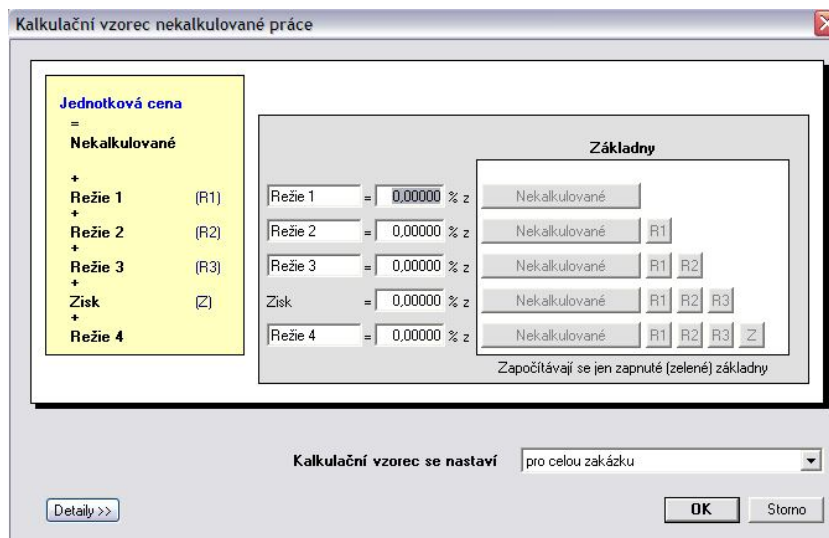 Kalkulační vzorec nekalkulované práce
Jednotková cena
=
Nekalkulované
+
Režie 1 (R1)
+
Režie 2 (R2)
+
Režie 3 (R3)
+
Zisk (Z)
+
Režie 4
Základny
Režie 1 = 0,00000 % z Nekalkulované
Režie 2 = 0,00000 % z Nekalkulované R1
Režie 3 = 0,00000 % z Nekalkulované R1 R2
Zisk = 0,00000 % z Nekalkulované R1 R2 R3
Režie 4 = 0,00000 % z Nekalkulované R1 R2 R3 Z
Započítávají se jen zapnuté (zelené) základny
Kalkulační vzorec se nastaví pro celou zakázku
Detaily >> OK Storno